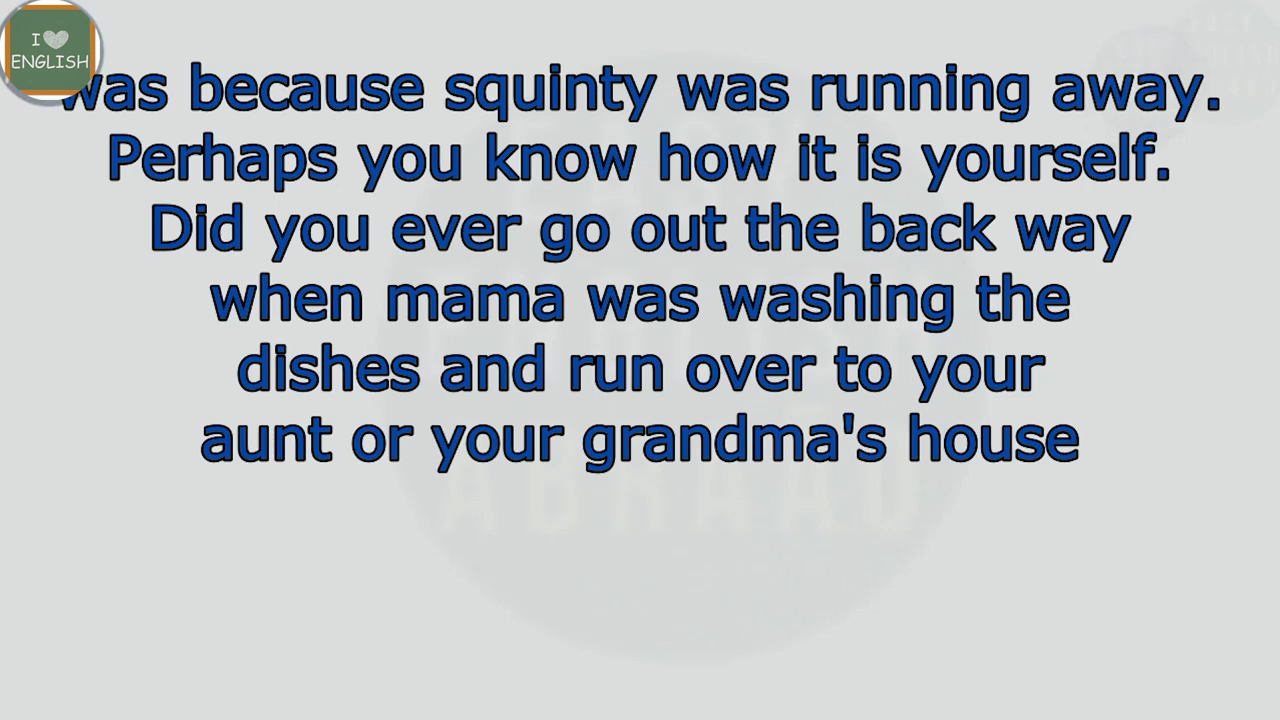 I
ENGLISH
was because squinty was running away.
Perhaps you know how it is yourself.
Did you ever go out the back way
when mama was washing the
dishes and run over to your
aunt or your grandma's house